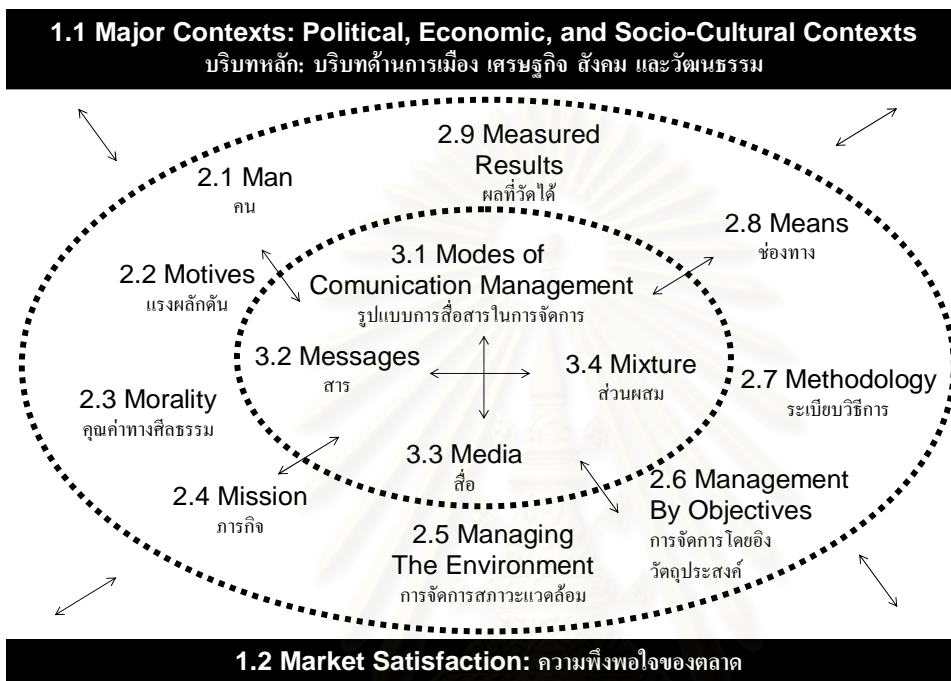 1.1 Major Contexts: Political, Economic, and Socio-Cultural Contexts
บริบทหลัก: บริบทด้านการเมือง เศรษฐกิจ สังคม และวัฒนธรรม
2.9 Measured
Results
ผลที่วัดได้
2.1 Man
คน
2.8 Means
ช่องทาง
3.1 Modes of
Comunication Management
รูปแบบการสื่อสารในการจัดการ
2.2 Motives
แรงผลักดัน
3.2 Messages
สาร
3.4 Mixture
ส่วนผสม
2.7 Methodology
ระเบียบวิธีการ
2.3 Morality
คุณค่าทางศีลธรรม
3.3 Media
สื่อ
2.4 Mission
ภารกิจ
2.6 Management
By Objectives
การจัดการโดยอิง
วัตถุประสงค์
2.5 Managing
The Environment
การจัดการสภาวะแวดล้อม
1.2 Market Satisfaction: ความพึงพอใจของตลาด